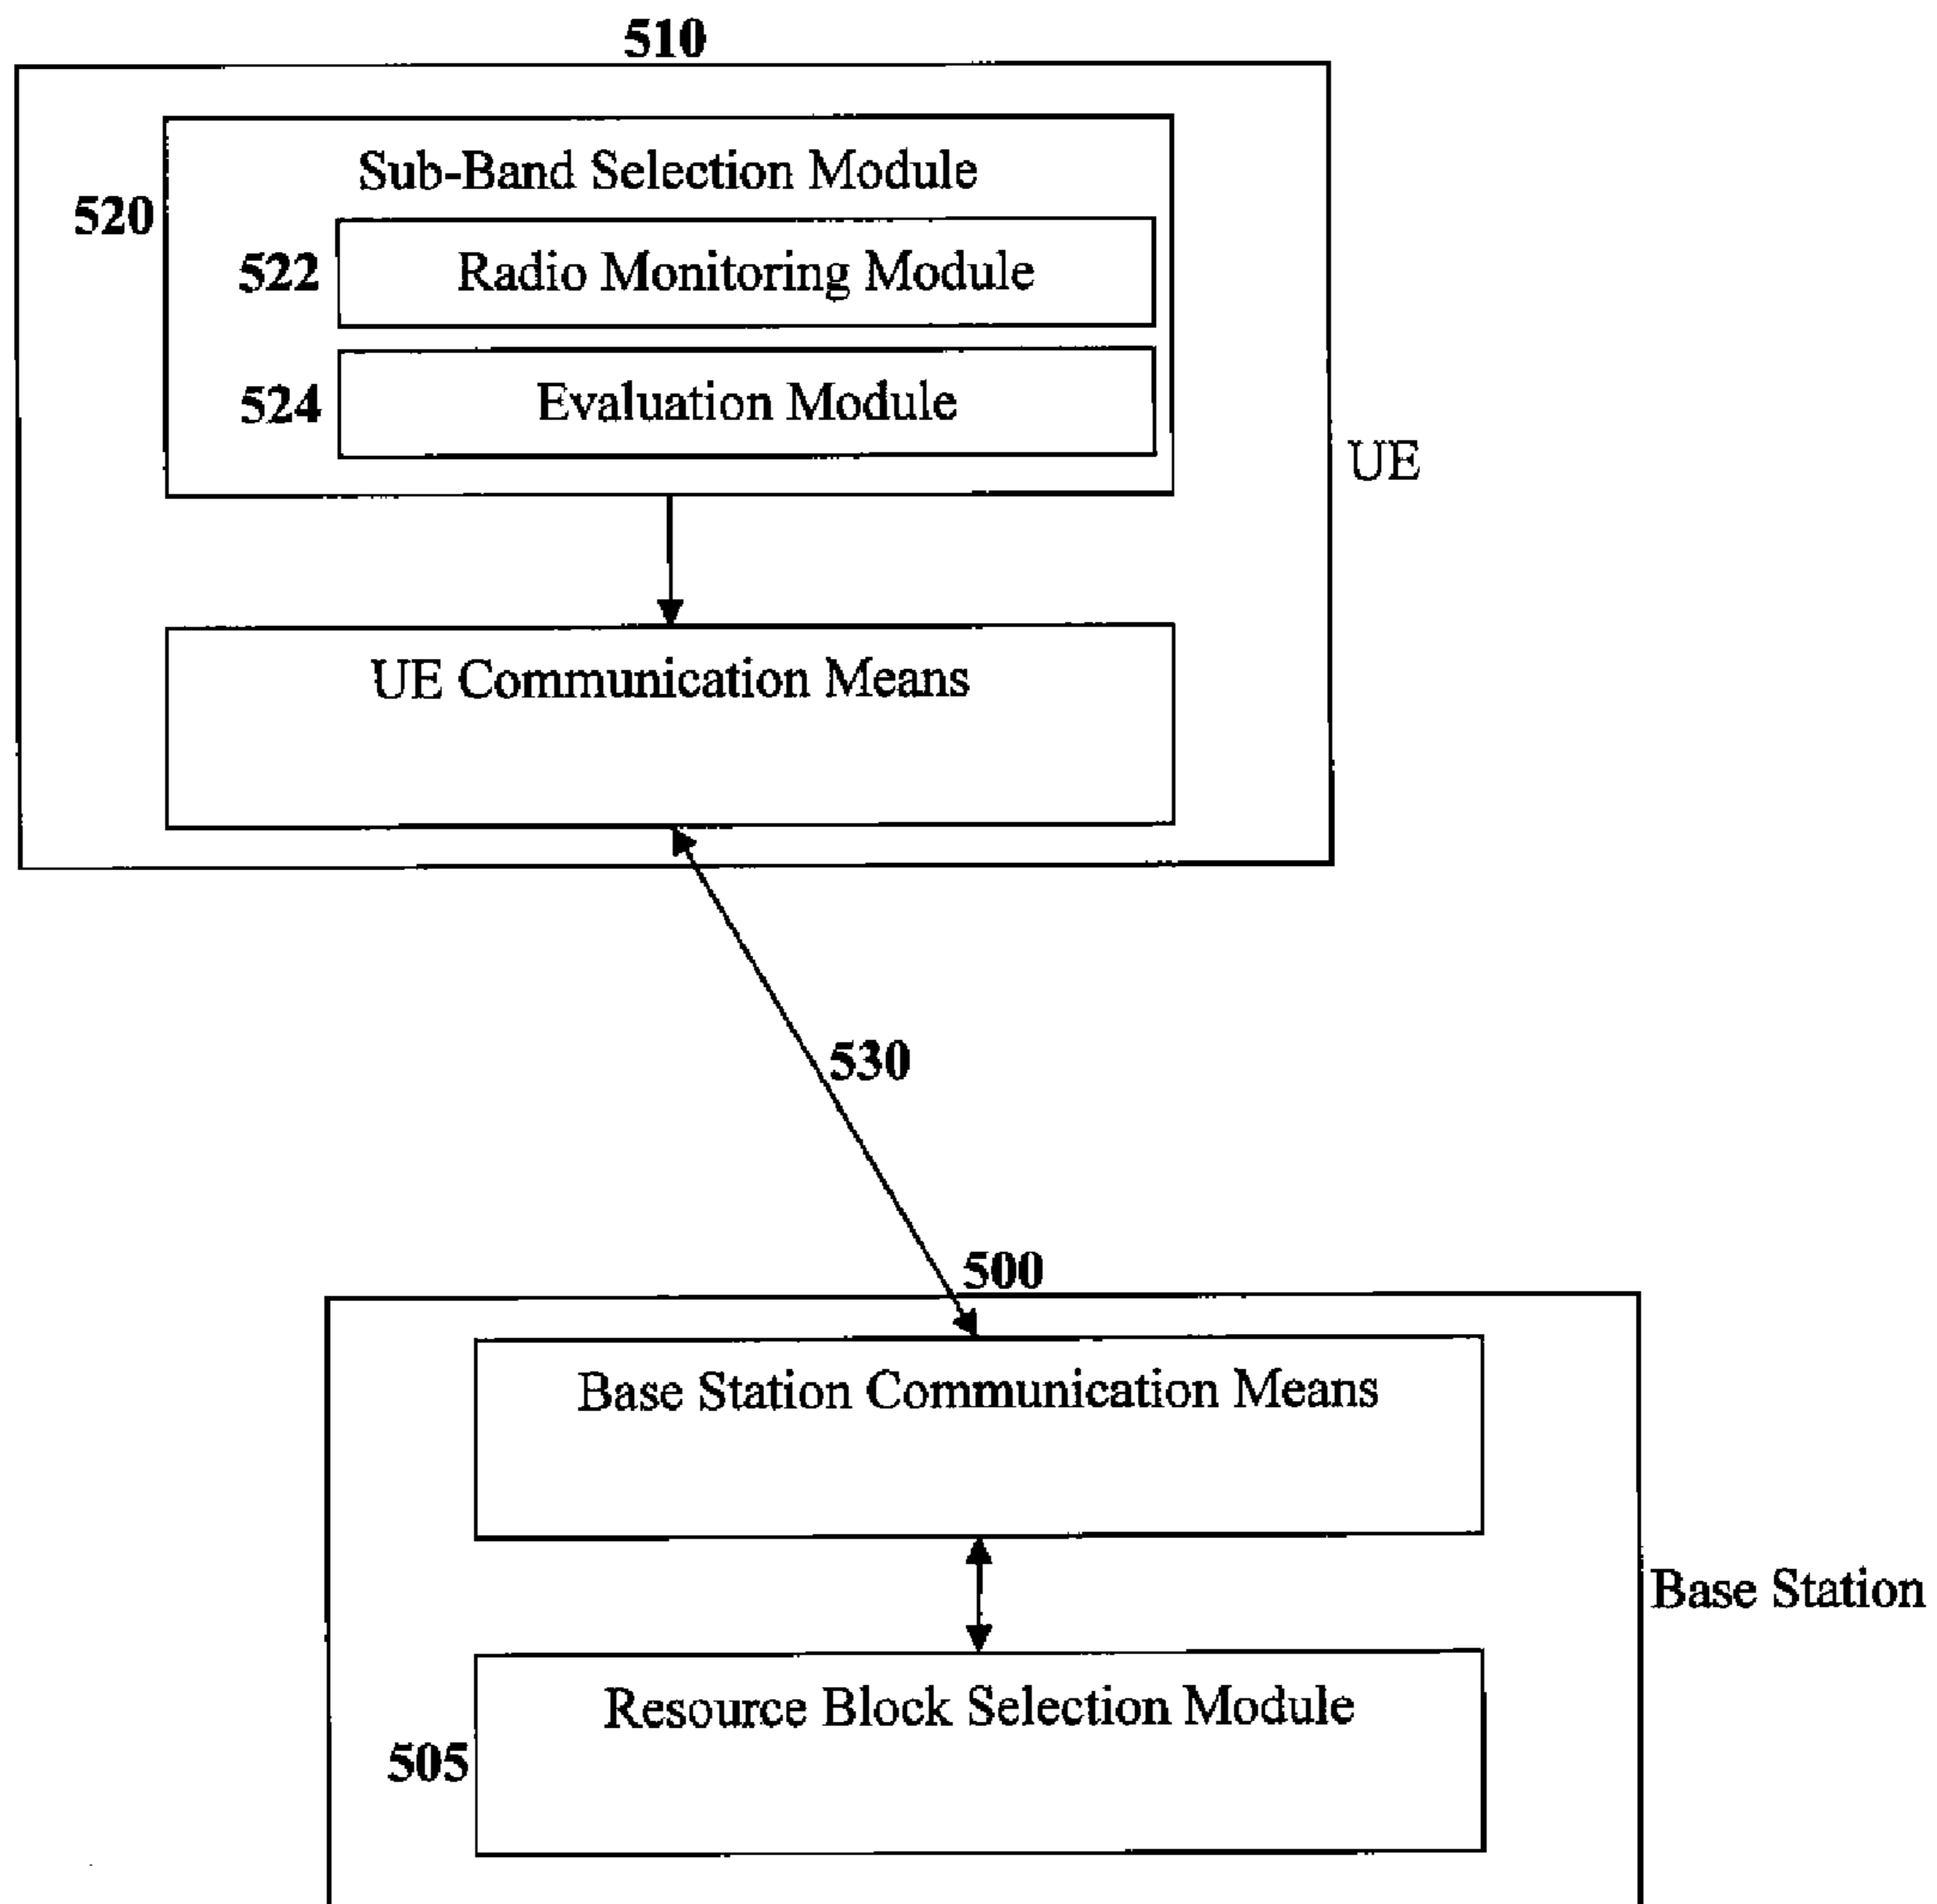 510
Sub-Band Selection Module
520
522
Radio Monitoring Module
524
Evaluation Module
UE
UE Communication Means
530
500
Base Station Communication Means
Base Station
Resource Block Selection Module
505